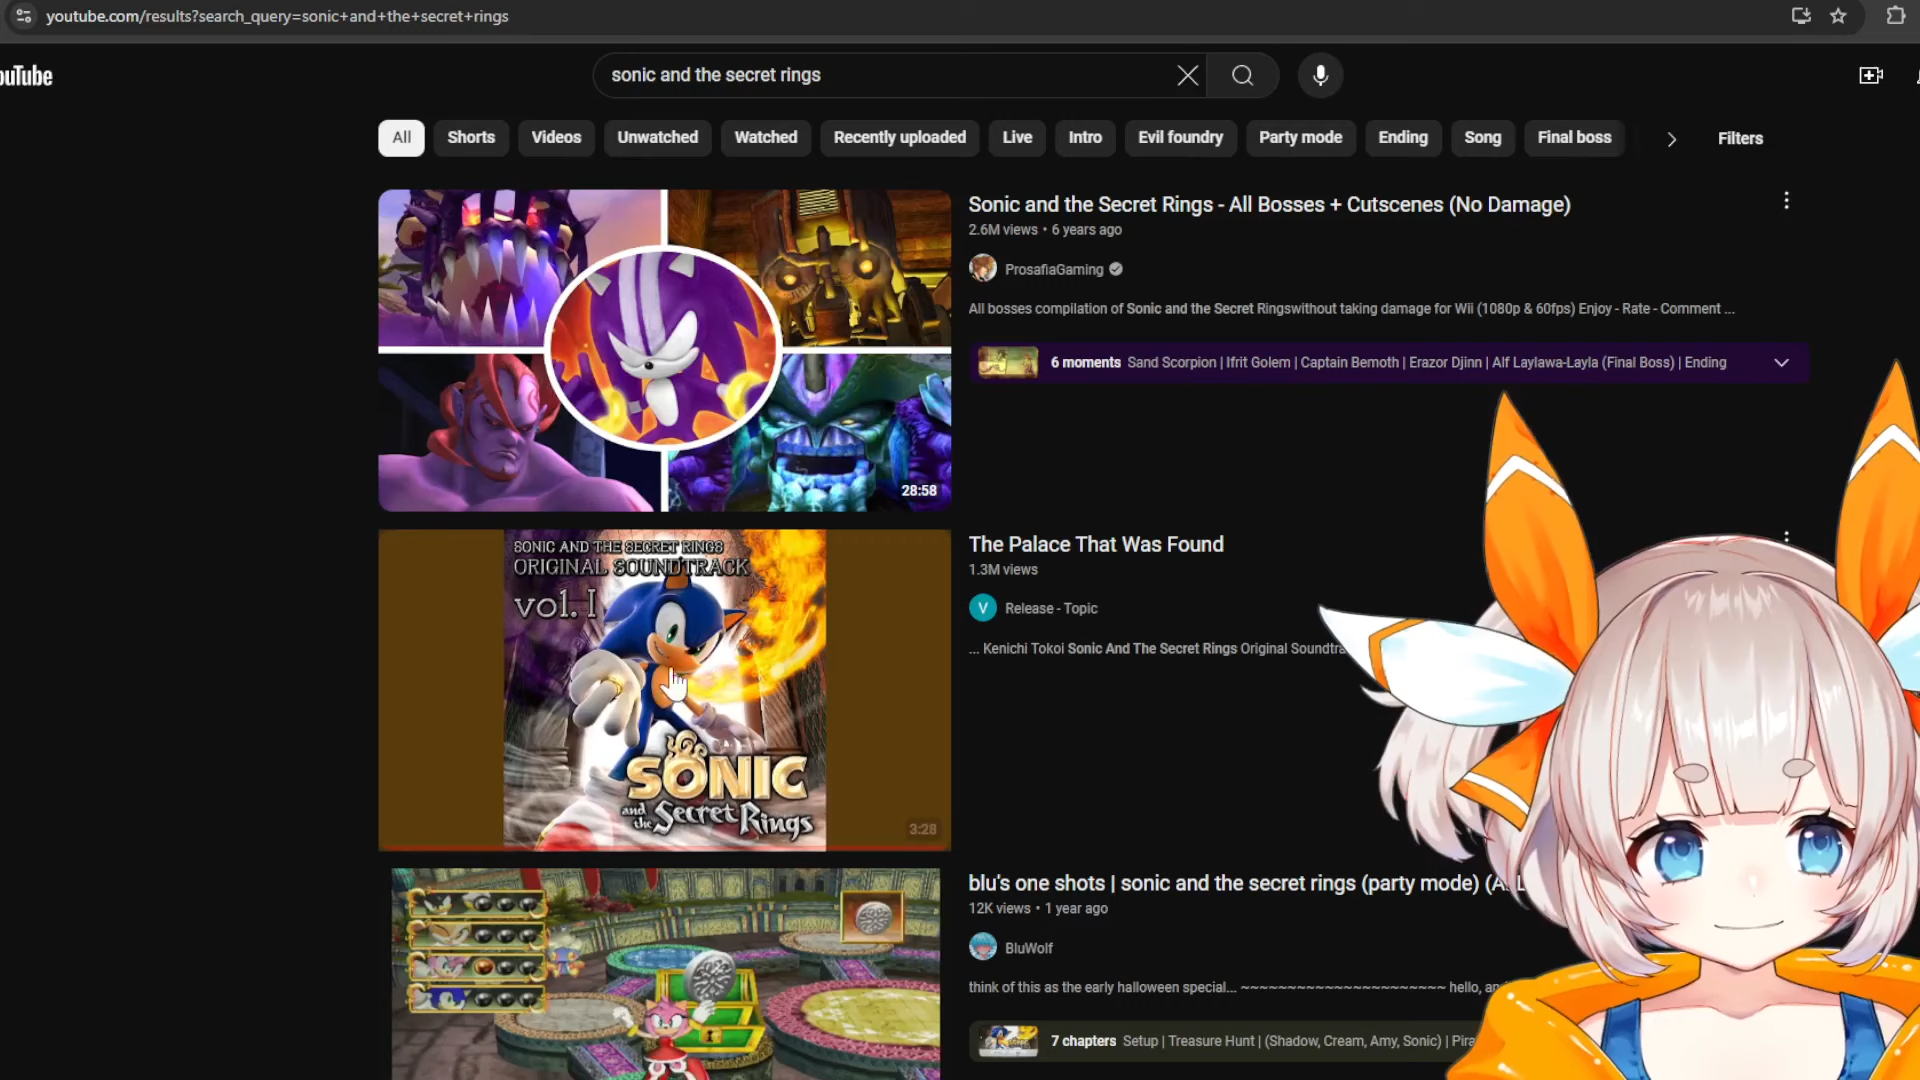 youtube.com/results?search_query=sonic+and+the+secret+rings
ouTube
sonic and the secret rings
All
Shorts
Videos
Unwatched
Watched
Recently uploaded
Live
Intro
Evil foundry
Party mode
Ending
Song
Final boss
Filters
28:58
Sonic and the Secret Rings - All Bosses + Cutscenes (No Damage)
2.6M views • 6 years ago
ProsafiaGaming
All bosses compilation of Sonic and the Secret Ringswithout taking damage for Wii (1080p & 60fps) Enjoy - Rate - Comment ...
6 moments Sand Scorpion | Ifrit Golem | Captain Bemoth | Erazor Djinn | Alf Laylawa-Layla (Final Boss) | Ending
SONIC AND THE SECRET RINGS
ORIGINAL SOUNDTRACK
vol. I
SONIC
and the Secret Rings
3:28
The Palace That Was Found
1.3M views
V
Release - Topic
... Kenichi Tokoi Sonic And The Secret Rings Original Soundtra
blu's one shots | sonic and the secret rings (party mode) (A
12K views • 1 year ago
BluWolf
think of this as the early halloween special... ~~~~~~~~~~~~~~~~~~~~~~ hello, an
7 chapters Setup | Treasure Hunt | (Shadow, Cream, Amy, Sonic) | Pira